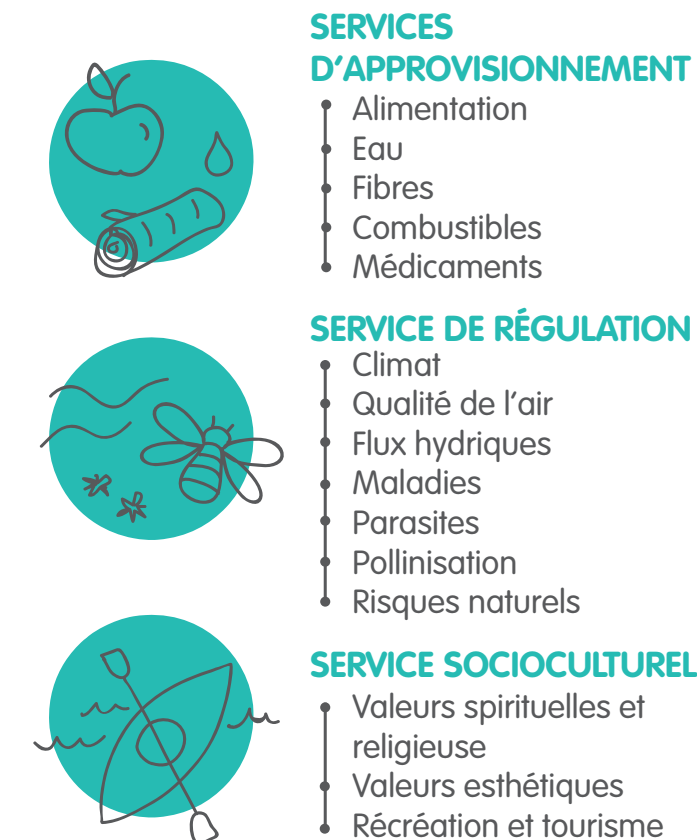 SERVICES
D’APPROVISIONNEMENT
Alimentation
Eau
Fibres
Combustibles
Médicaments
SERVICE DE RÉGULATION
Climat
Qualité de l’air
Flux hydriques
Maladies
Parasites
Pollinisation
Risques naturels
SERVICE SOCIOCULTUREL
Valeurs spirituelles et
religieuse
Valeurs esthétiques
Récréation et tourisme